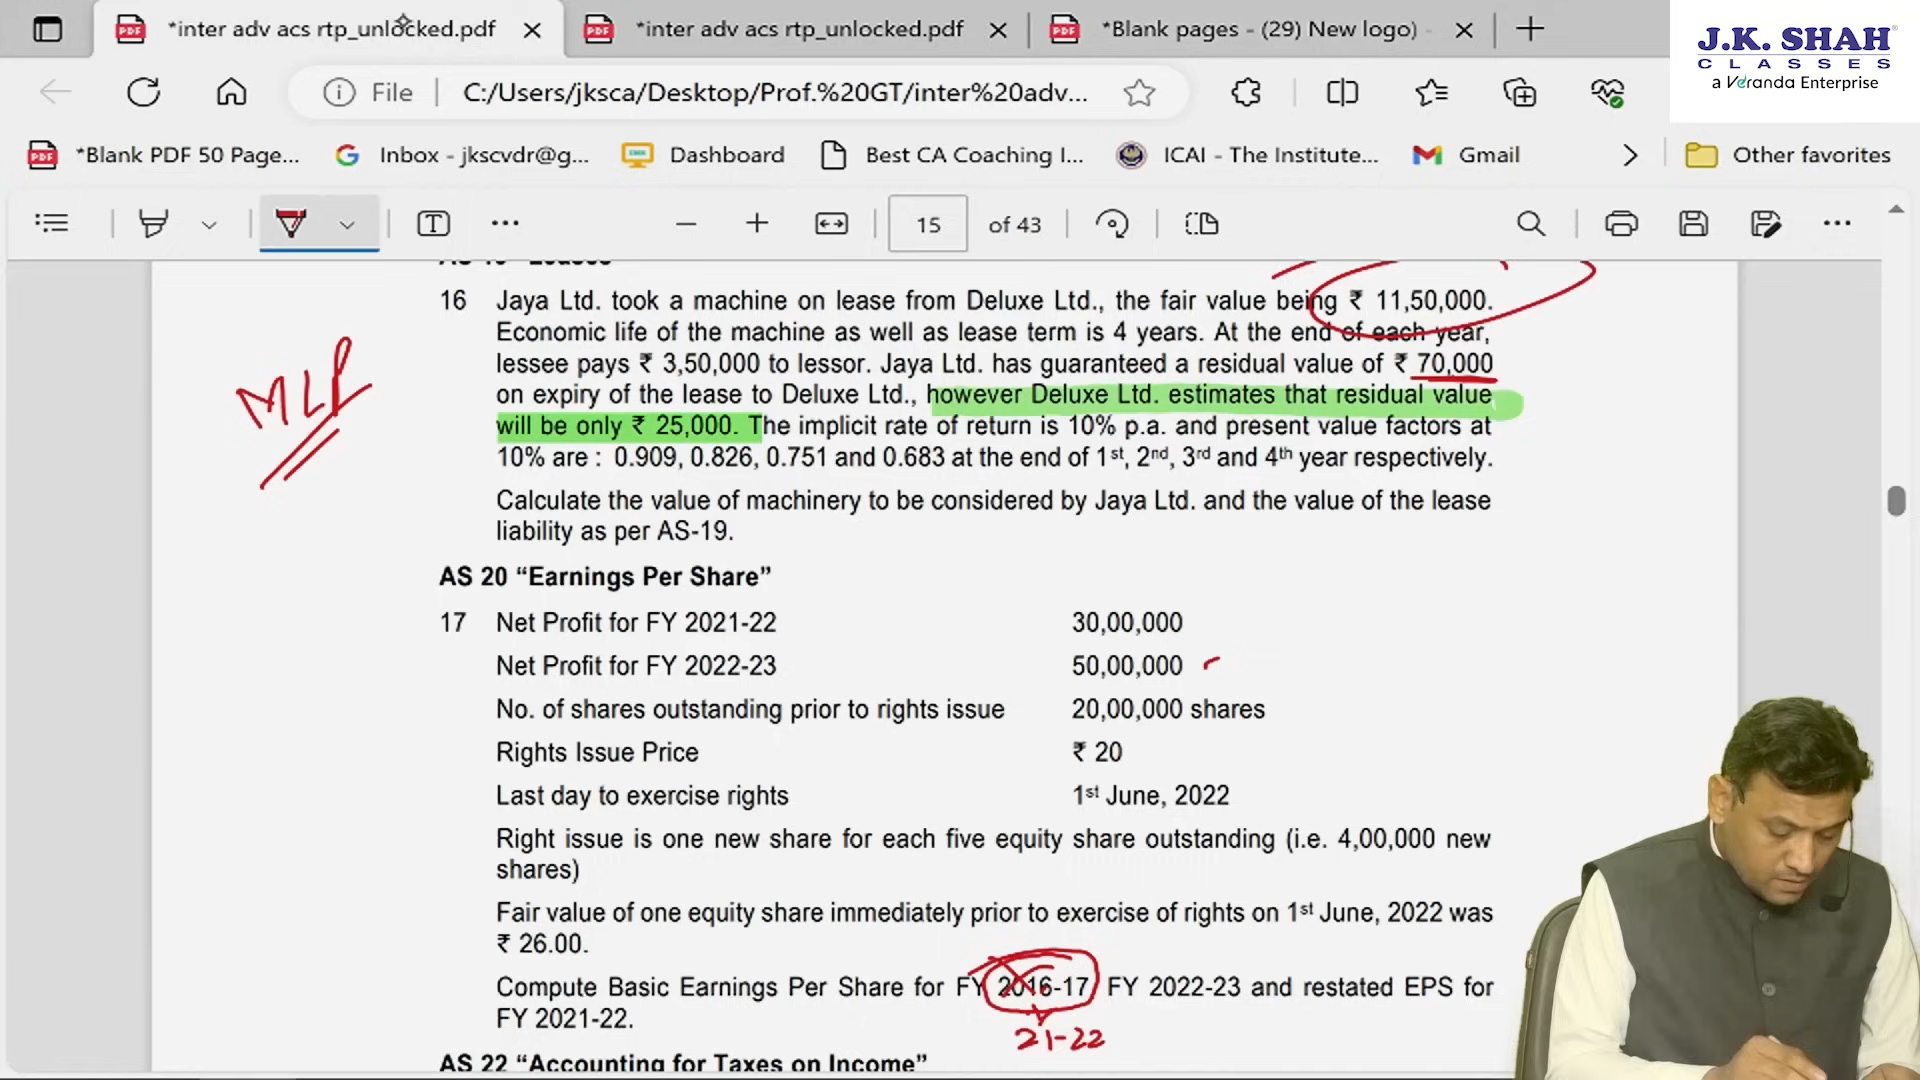 *inter adv acs rtp_unlocked.pdf
*inter adv acs rtp_unlocked.pdf
*Blank pages - (29) New logo) -
J.K. SHAH
CLASSES
a Veranda Enterprise
File
C:/Users/jksca/Desktop/Prof.%20GT/inter%20adv...
*Blank PDF 50 Page...
Inbox - jkscvdr@g...
Dashboard
Best CA Coaching I...
ICAI - The Institute...
Gmail
Other favorites
15 of 43
16 Jaya Ltd. took a machine on lease from Deluxe Ltd., the fair value being ₹ 11,50,000.
Economic life of the machine as well as lease term is 4 years. At the end of each year,
lessee pays ₹ 3,50,000 to lessor. Jaya Ltd. has guaranteed a residual value of ₹ 70,000
on expiry of the lease to Deluxe Ltd., however Deluxe Ltd. estimates that residual value
will be only ₹ 25,000. The implicit rate of return is 10% p.a. and present value factors at
10% are : 0.909, 0.826, 0.751 and 0.683 at the end of 1st, 2nd, 3rd and 4th year respectively.
MLP
Calculate the value of machinery to be considered by Jaya Ltd. and the value of the lease
liability as per AS-19.
AS 20 “Earnings Per Share”
17 Net Profit for FY 2021-22 30,00,000
Net Profit for FY 2022-23 50,00,000
No. of shares outstanding prior to rights issue 20,00,000 shares
Rights Issue Price ₹ 20
Last day to exercise rights 1st June, 2022
Right issue is one new share for each five equity share outstanding (i.e. 4,00,000 new
shares)
Fair value of one equity share immediately prior to exercise of rights on 1st June, 2022 was
₹ 26.00.
Compute Basic Earnings Per Share for FY 2016-17, FY 2022-23 and restated EPS for
FY 2021-22.
21-22
AS 22 “Accounting for Taxes on Income”